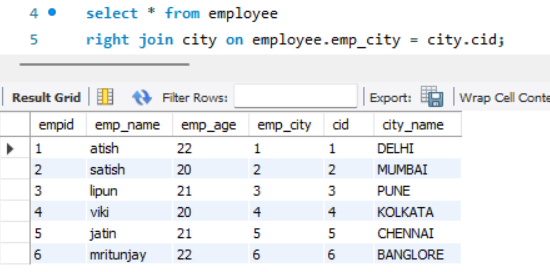 4 select * from employee
5 right join city on employee.emp_city = city.cid;
Result Grid Filter Rows: Export: Wrap Cell Conte
empid emp_name emp_age emp_city cid city_name
1 atish 22 1 1 DELHI
2 satish 20 2 2 MUMBAI
3 lipun 21 3 3 PUNE
4 viki 20 4 4 KOLKATA
5 jatin 21 5 5 CHENNAI
6 mritunjay 22 6 6 BANGLORE